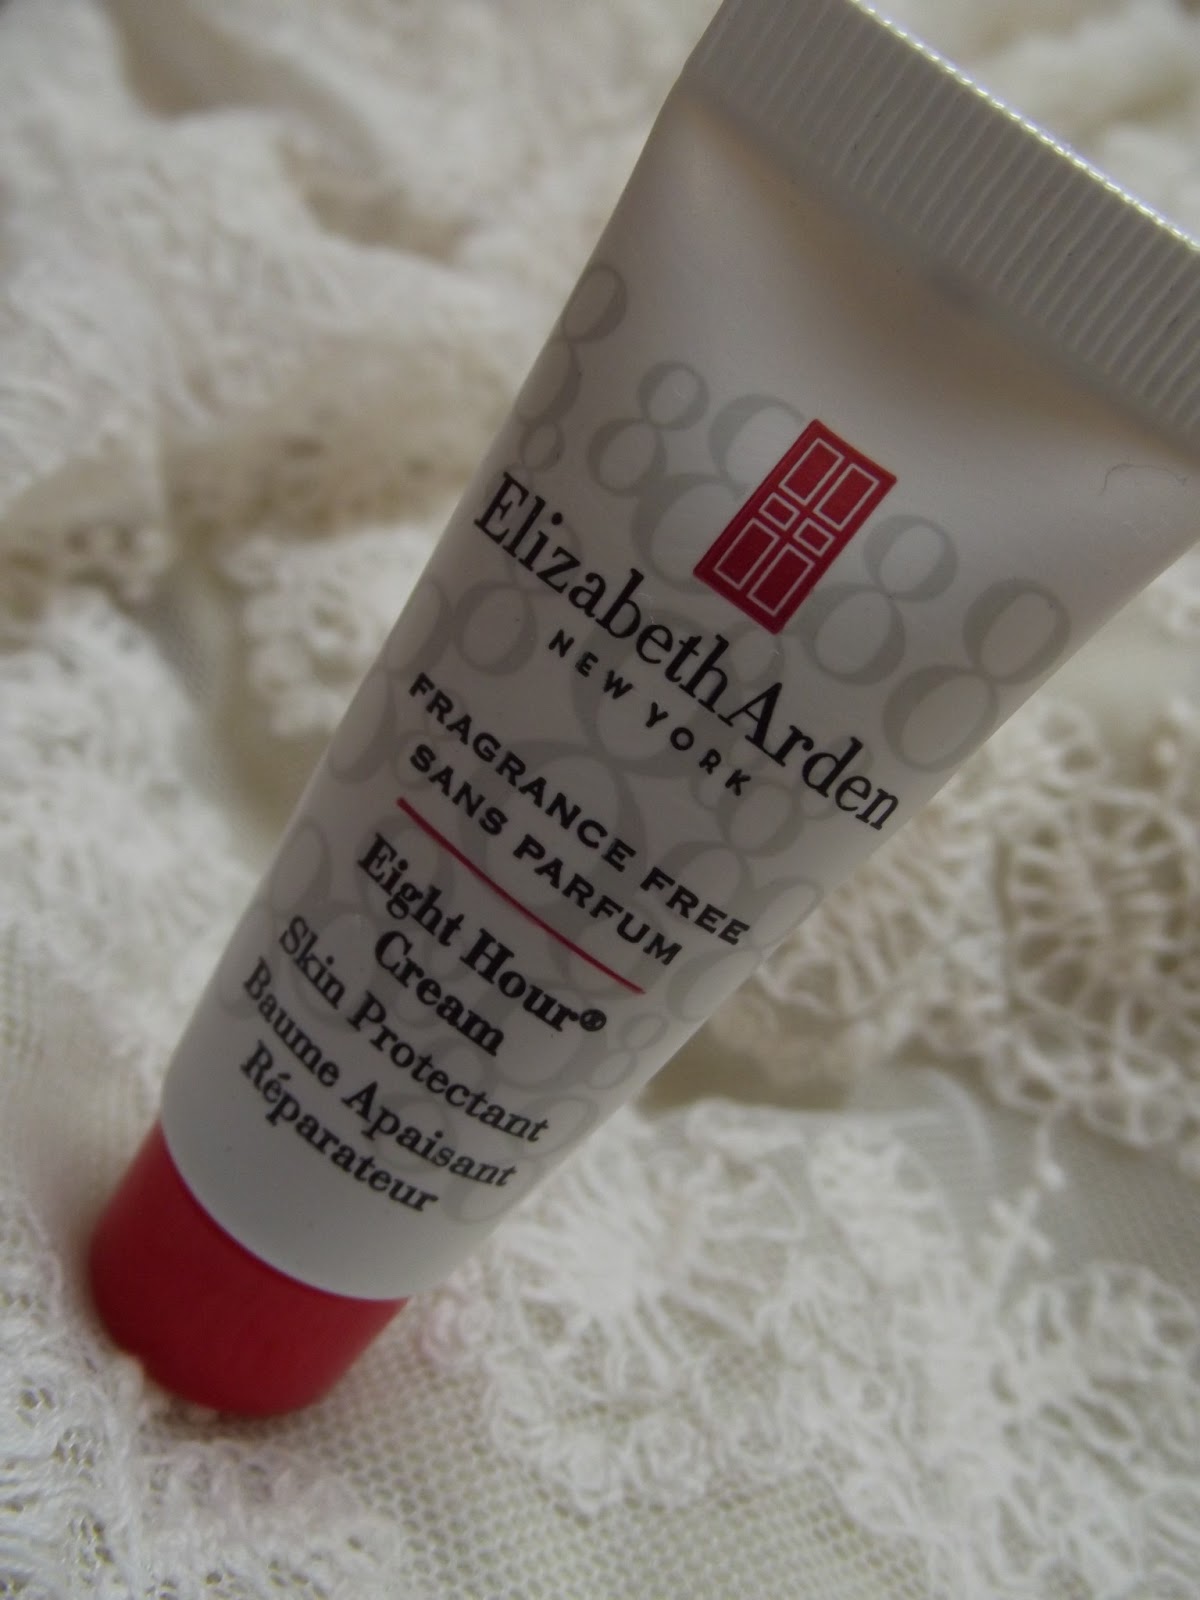 Elizabeth Arden
NEW YORK
FRAGRANCE FREE
SANS PARFUM
Eight Hour®
Cream
Skin Protectant
Baume Apaisant
Réparateur